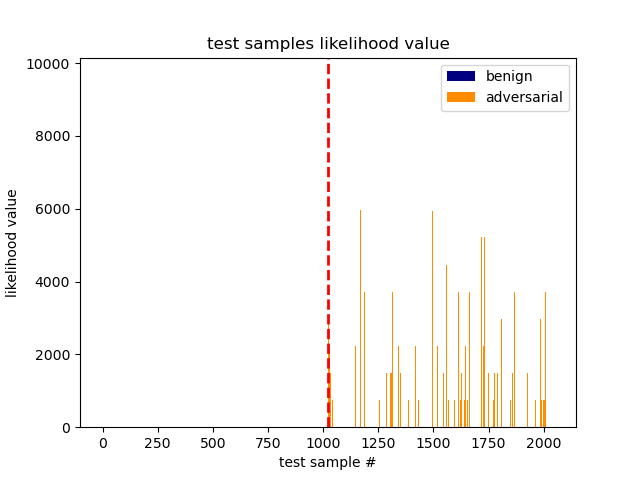 test samples likelihood value
10000
8000
6000
4000
2000
0
likelihood value
benign
adversarial
0 250 500 750 1000 1250 1500 1750 2000
test sample #